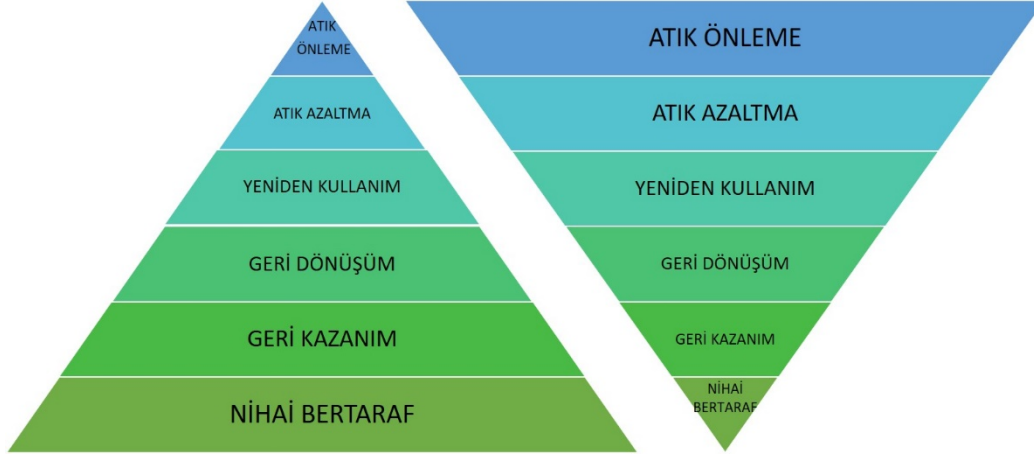 ATIK
ÖNLEME
ATIK AZALTMA
YENİDEN KULLANIM
GERİ DÖNÜŞÜM
GERİ KAZANIM
NİHAİ BERTARAF
ATIK ÖNLEME
ATIK AZALTMA
YENİDEN KULLANIM
GERİ DÖNÜŞÜM
GERİ KAZANIM
NİHAİ
BERTARAF